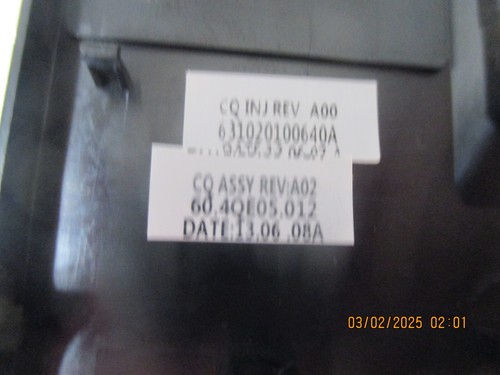 CQ INJ REV A00
631020100640A
CQ ASSY REV:A02
60.4QE05.012
DATE:13.06 .08A
03/02/2025 02:01